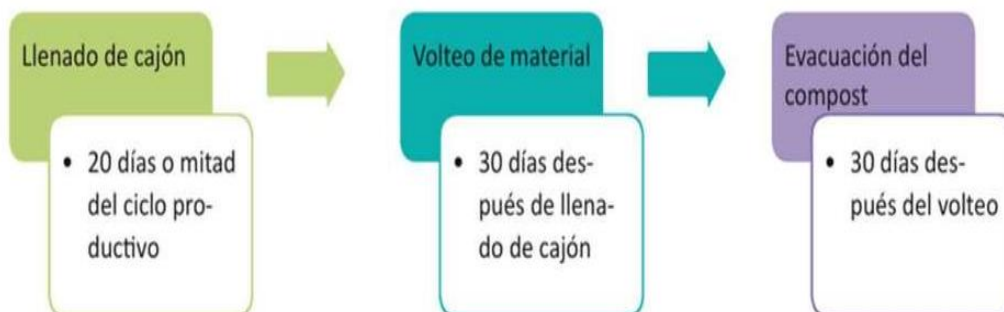 Llenado de cajón
• 20 días o mitad
del ciclo pro-
ductivo
Volteo de material
• 30 días des-
pués de llena-
do de cajón
Evacuación del
compost
• 30 días des-
pués del volteo